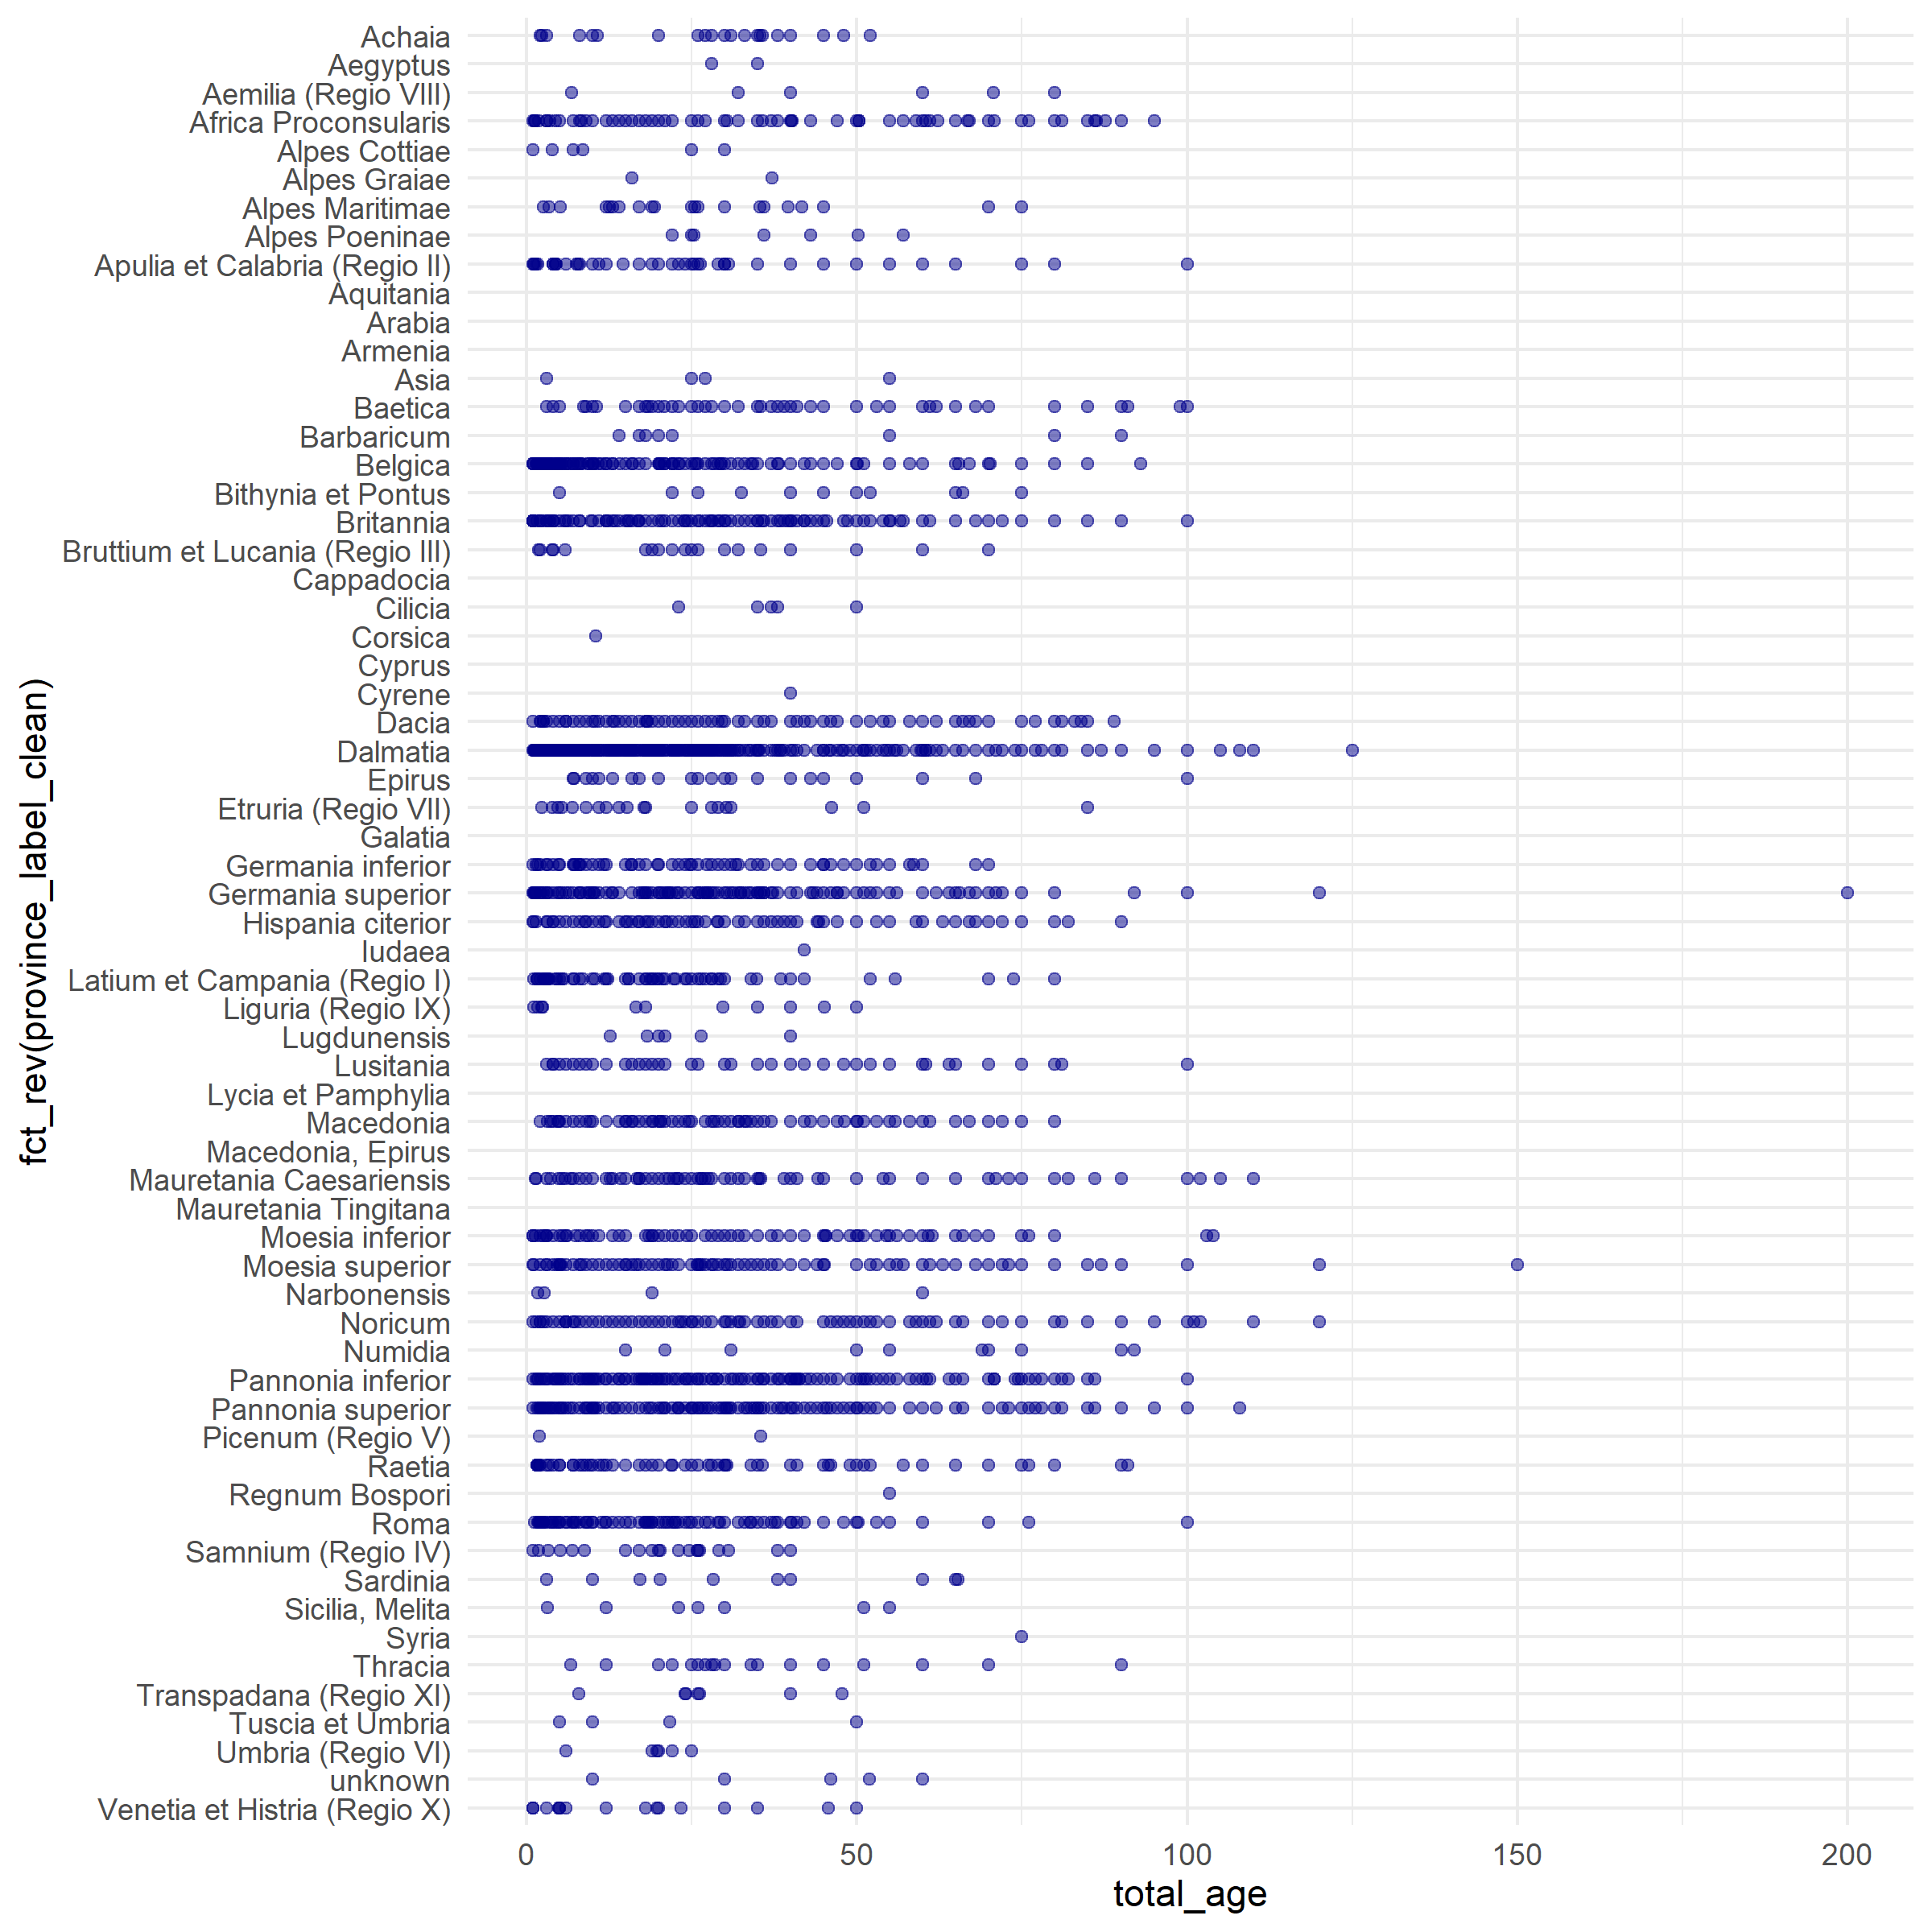 Achaia
Aegyptus
Aemilia (Regio VIII)
Africa Proconsularis
Alpes Cottiae
Alpes Graiae
Alpes Maritimae
Alpes Poeninae
Apulia et Calabria (Regio II)
Aquitania
Arabia
Armenia
Asia
Baetica
Barbaricum
Belgica
Bithynia et Pontus
Britannia
Bruttium et Lucania (Regio III)
Cappadocia
Cilicia
Corsica
Cyprus
Cyrene
Dacia
Dalmatia
Epirus
Etruria (Regio VII)
Galatia
Germania inferior
Germania superior
Hispania citerior
Iudaea
Latium et Campania (Regio I)
Liguria (Regio IX)
Lugdunensis
Lusitania
Lycia et Pamphylia
Macedonia
Macedonia, Epirus
Mauretania Caesariensis
Mauretania Tingitana
Moesia inferior
Moesia superior
Narbonensis
Noricum
Numidia
Pannonia inferior
Pannonia superior
Picenum (Regio V)
Raetia
Regnum Bospori
Roma
Samnium (Regio IV)
Sardinia
Sicilia, Melita
Syria
Thracia
Transpadana (Regio XI)
Tuscia et Umbria
Umbria (Regio VI)
unknown
Venetia et Histria (Regio X)
fct_rev(province_label_clean)
0 50 100 150 200
total_age